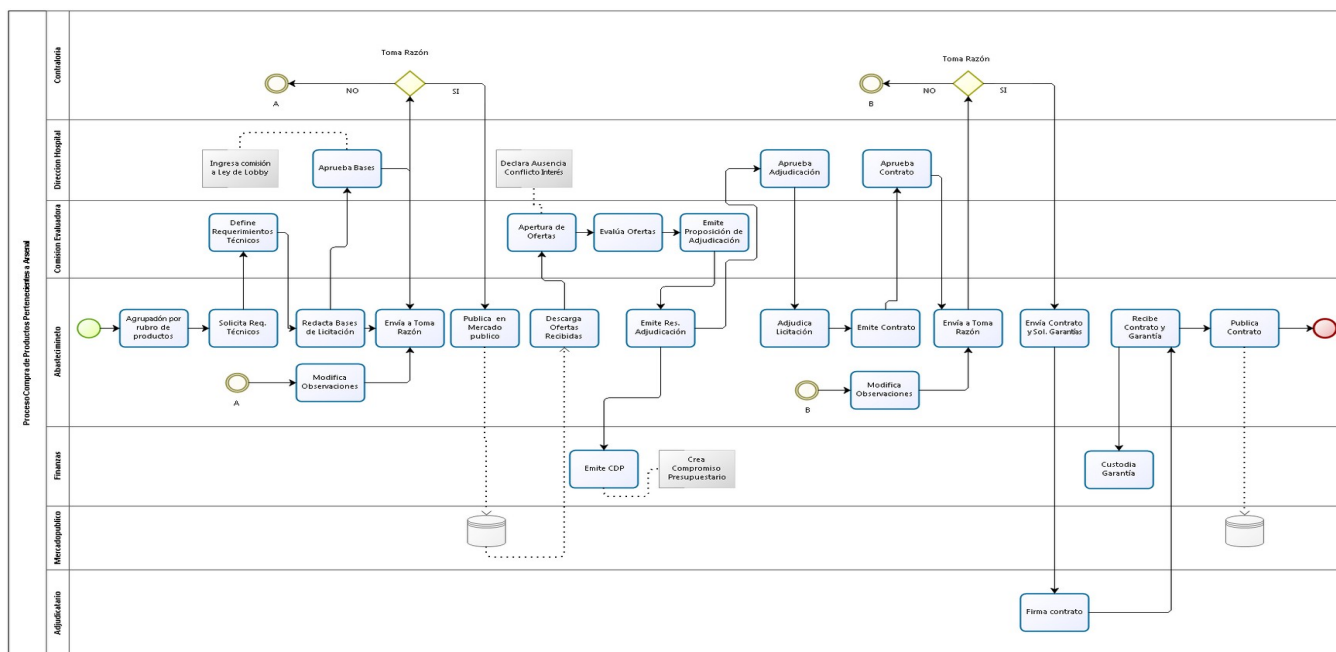 Proceso Compra de Productos Pertenecientes a Arsenal
Contraloría
Toma Razón
NO
SI
A
Toma Razón
NO
SI
B
Direccion Hospital
Ingresa comisión
a Ley de Lobby
Aprueba Bases
Declara Ausencia
Conflicto Interés
Aprueba
Adjudicación
Aprueba
Contrato
Comision Evaluadora
Define
Requerimientos
Técnicos
Apertura de
Ofertas
Evalúa Ofertas
Emite
Proposición de
Adjudicación
Abastecimineto
Agrupadón por
rubro de
productos
Solicita Req.
Técnicos
Redacta Bases
de Licitación
Envía a Toma
Razón
Publica en
Mercado
publico
Descarga
Ofertas
Recibidas
Emite Res.
Adjudicación
Adjudica
Licitación
Emite Contrato
Envía a Toma
Razón
Envía Contrato
y Sol. Garantías
Recibe
Contrato y
Garantía
Publica
Contrato
A
Modifica
Observaciones
B
Modifica
Observaciones
Finanzas
Emite CDP
Crea
Compromiso
Presupuestario
Custodia
Garantía
Mercadopublico
Adjudicatario
Firma contrato